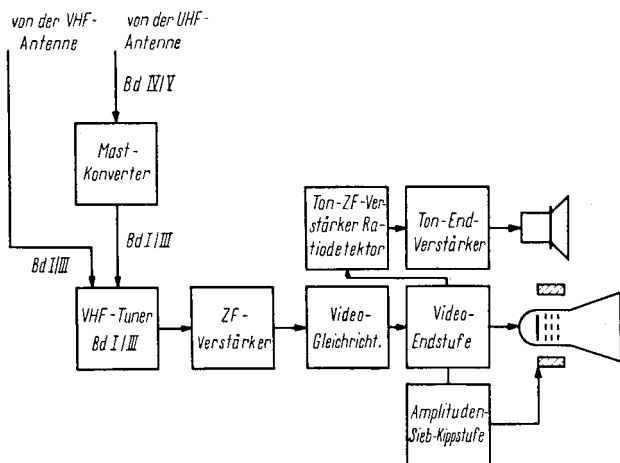 von der VHF-
Antenne
von der UHF-
Antenne
Bd IV/V
Mast-
Konverter
Bd I/III
Bd I/III
Ton-ZF-Ver-
stärker Ra-
tiodetektor
Ton-End-
Verstärker
VHF-Tuner
Bd I/III
ZF-
Verstärker
Video-
Gleichricht.
Video-
Endstufe
Amplituden-
Sieb-Kippstufe